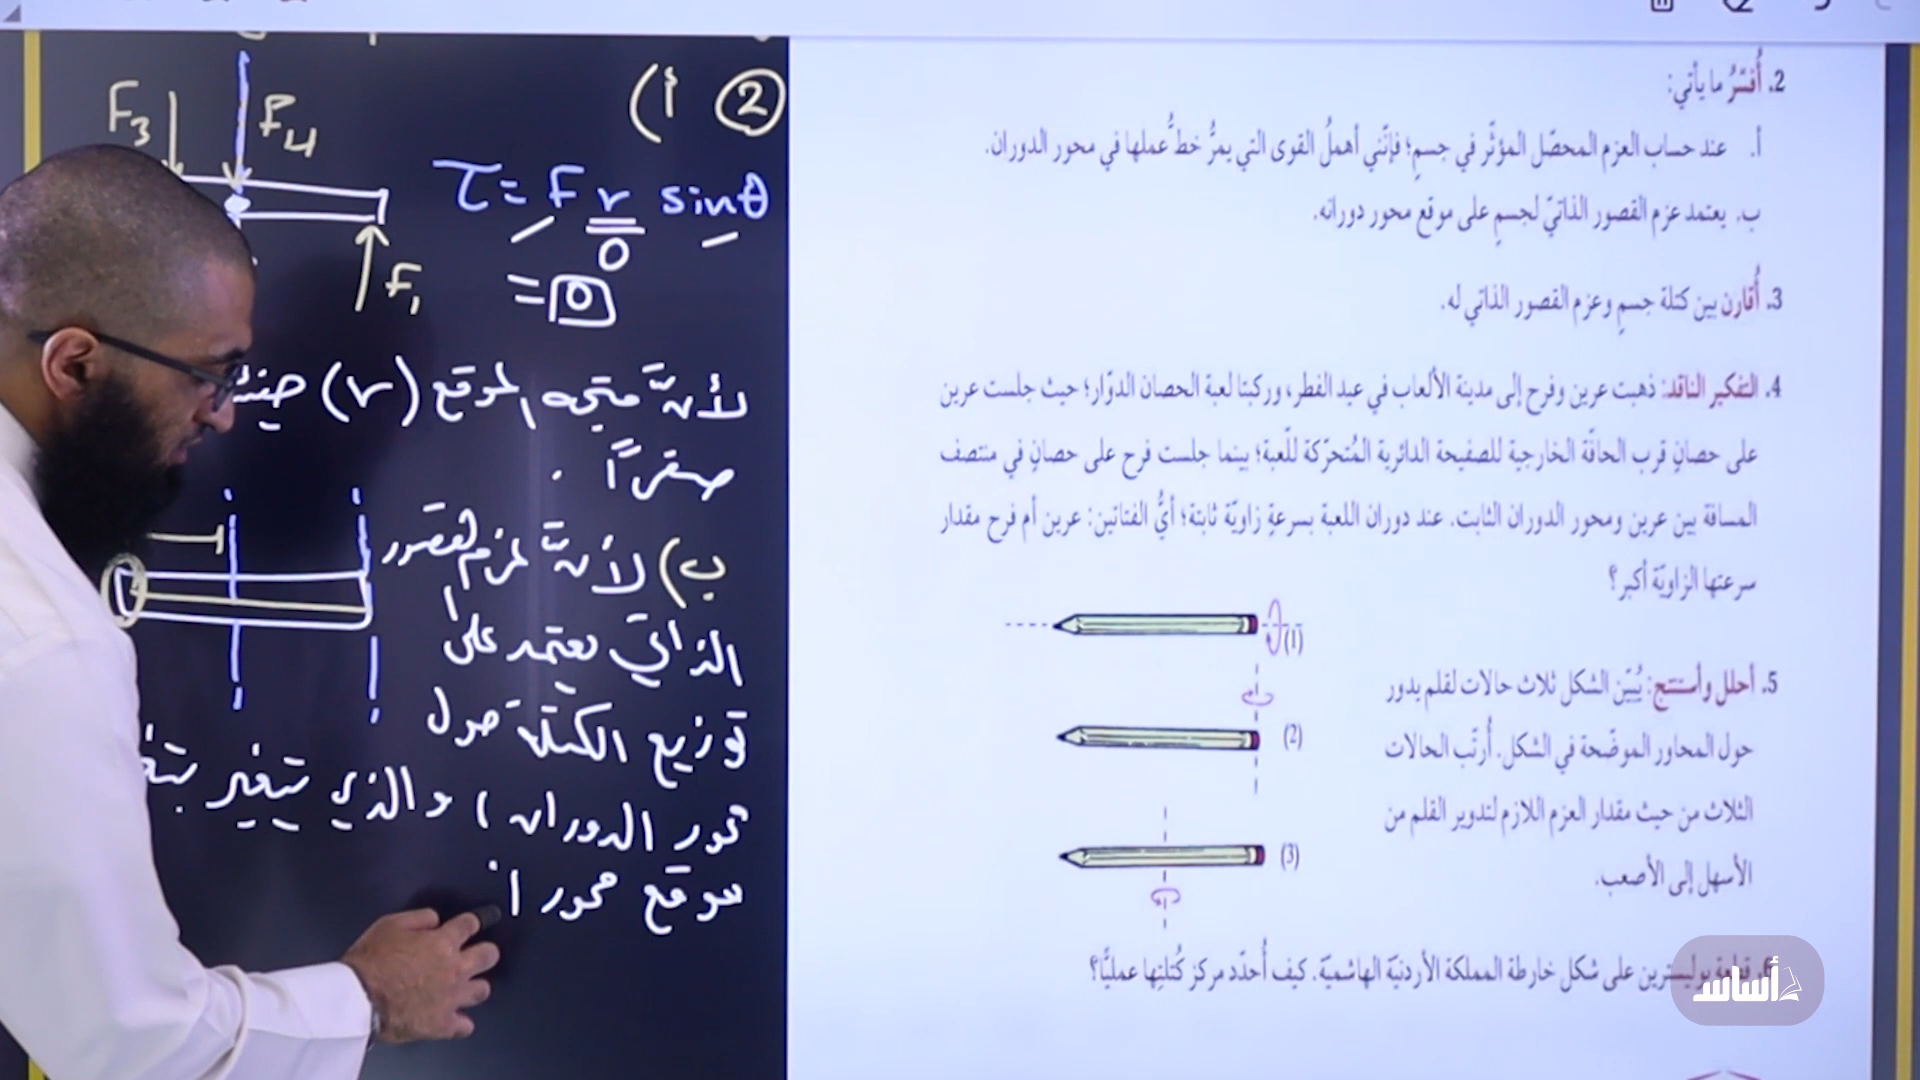 2. أُفسّرُ ما يأتي:
أ. عند حساب العزم المحصّل المؤثّر في جسمٍ؛ فإنّني أهملُ القوى التي يمرُّ خطُّ عملها في محور الدوران.
ب. يعتمد عزم القصور الذاتيّ لجسمٍ على موقع محور دورانه.
3. أُقارن بين كتلة جسمٍ وعزم القصور الذاتي له.
4. التفكير الناقد: ذهبت عرين وفرح إلى مدينة الألعاب في عيد الفطر، وركبتا لعبة الحصان الدوّار؛ حيث جلست عرين
على حصانٍ قرب الحافّة الخارجية للصفيحة الدائرية المُتحرّكة للّعبة؛ بينما جلست فرح على حصانٍ في منتصف
المسافة بين عرين ومحور الدوران الثابت. عند دوران اللعبة بسرعةٍ زاويّة ثابتة؛ أيُّ الفتاتين: عرين أم فرح مقدار
سرعتها الزاويّة أكبر؟
(1)
5. أحلل وأستنتج: يُبيّن الشكل ثلاث حالات لقلم يدور
حول المحاور الموضّحة في الشكل. أُرتّب الحالات
(2)
الثلاث من حيث مقدار العزم اللازم لتدوير القلم من
الأسهل إلى الأصعب.
(3)
قطعة بوليسترين على شكل خارطة المملكة الأردنيّة الهاشميّة. كيف أُحدّد مركز كُتلتِها عمليًّا؟
أساس
2 أ)
F3 F4
τ = F r sinθ
0
= 0
F1
لأنّ متجه الموقع (r)
صفراً .
ب) لأنّ عزم القصور
الذاتي يعتمد على
توزيع الكتلة حول
محور الدوران، والذي يتغير
موقع محور